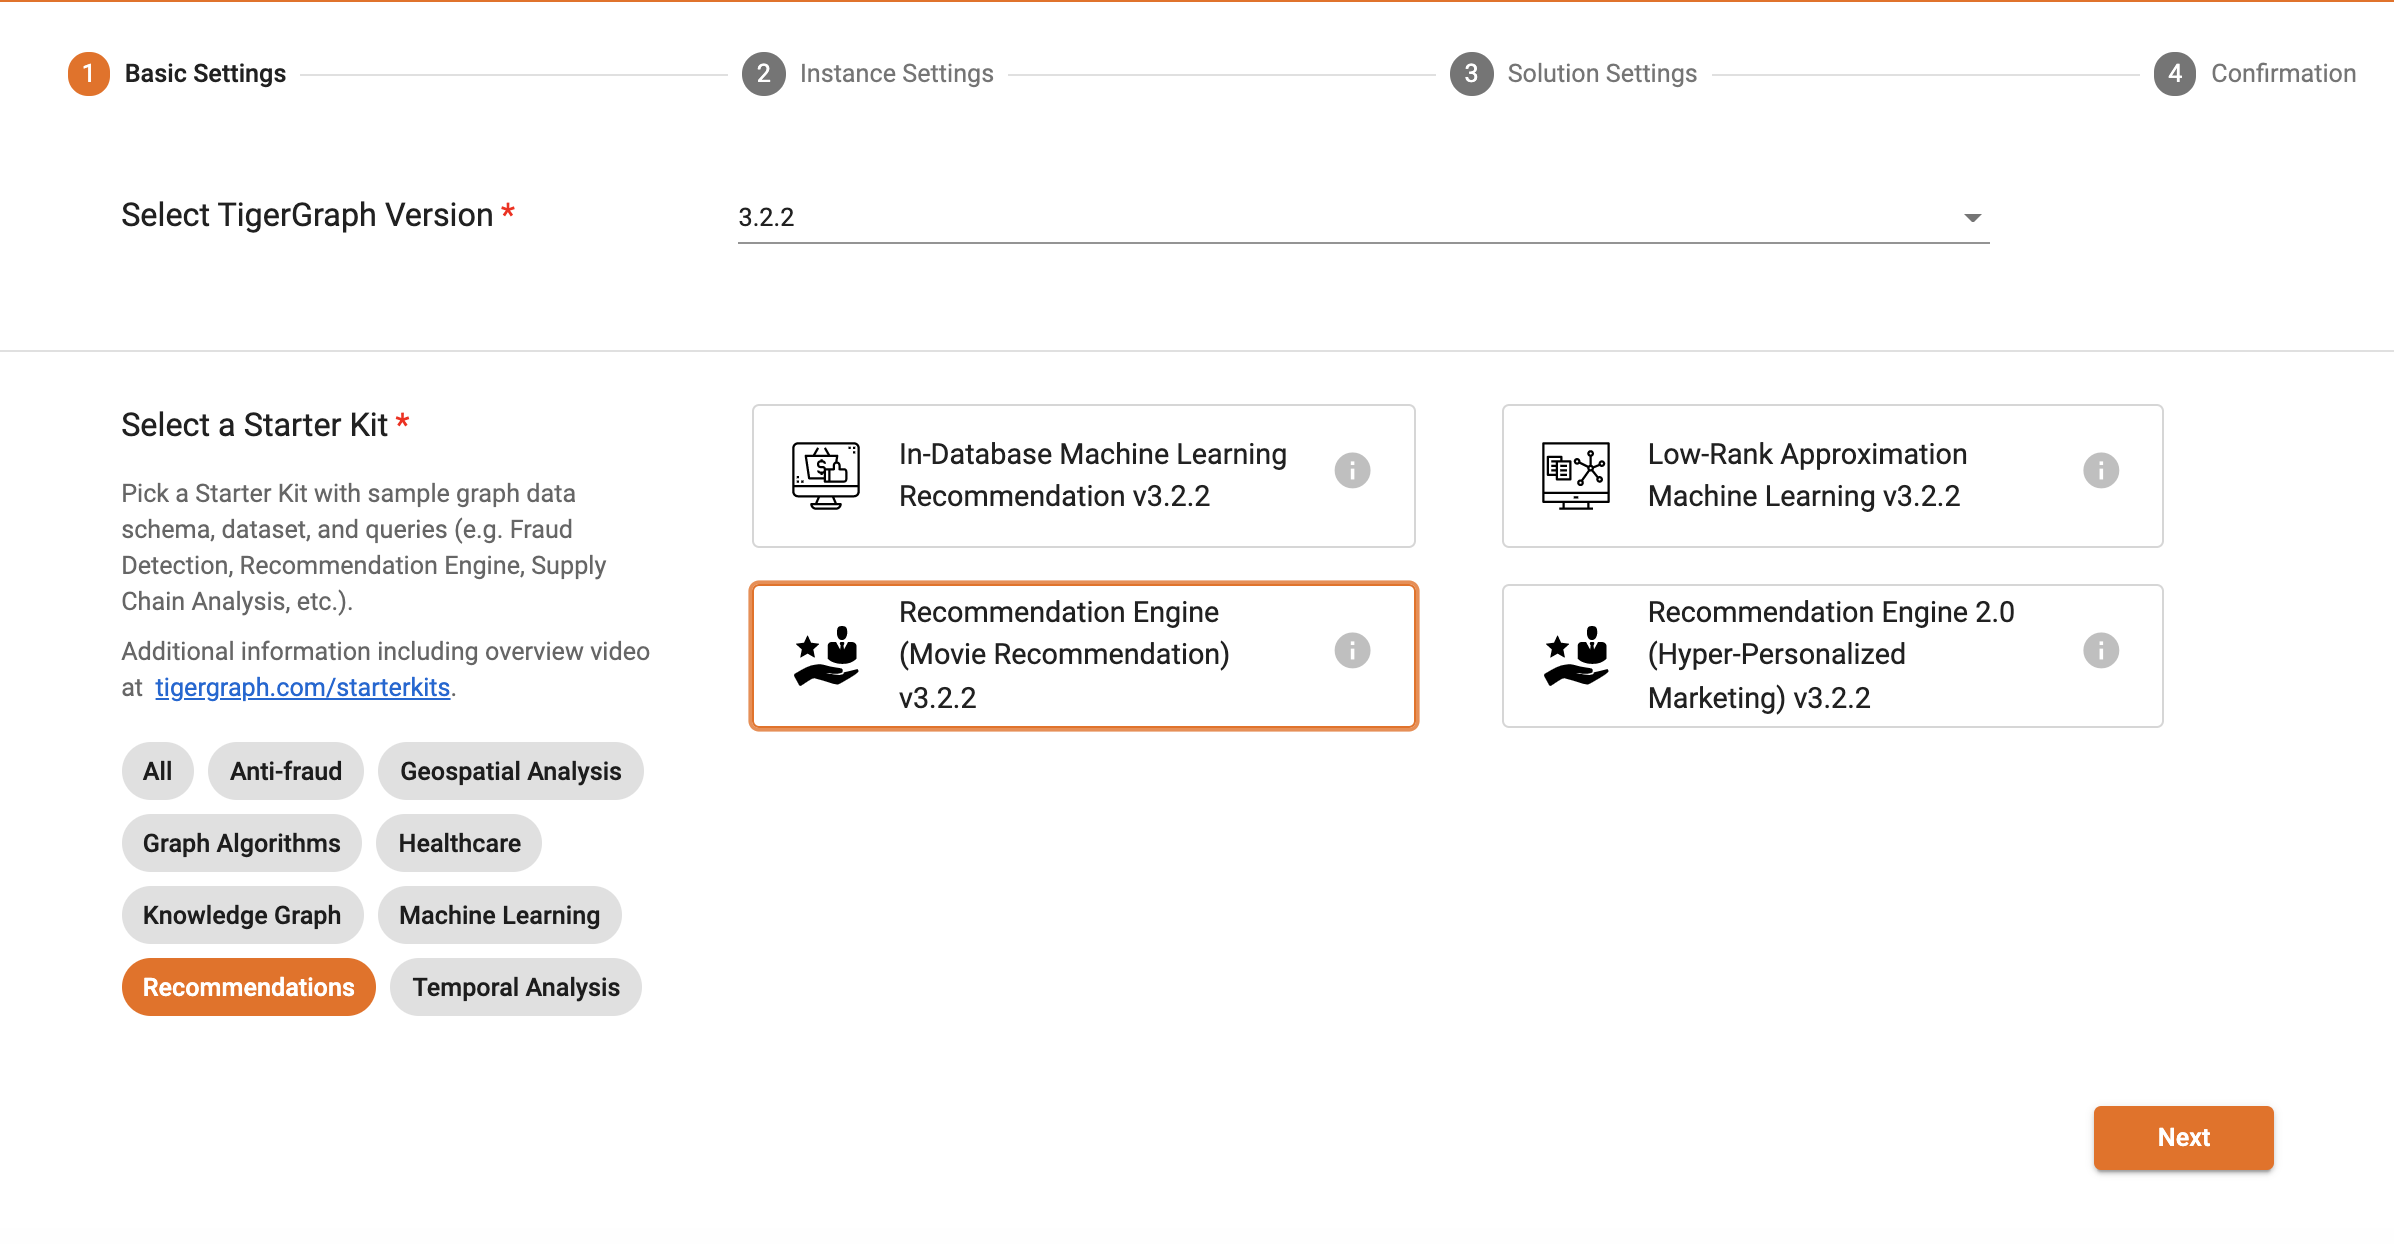 1 Basic Settings
2 Instance Settings
3 Solution Settings
4 Confirmation
Select TigerGraph Version *
3.2.2
Select a Starter Kit *
Pick a Starter Kit with sample graph data
schema, dataset, and queries (e.g. Fraud
Detection, Recommendation Engine, Supply
Chain Analysis, etc.).
Additional information including overview video
at tigergraph.com/starterkits.
All
Anti-fraud
Geospatial Analysis
Graph Algorithms
Healthcare
Knowledge Graph
Machine Learning
Recommendations
Temporal Analysis
In-Database Machine Learning
Recommendation v3.2.2
Low-Rank Approximation
Machine Learning v3.2.2
Recommendation Engine
(Movie Recommendation)
v3.2.2
Recommendation Engine 2.0
(Hyper-Personalized
Marketing) v3.2.2
Next